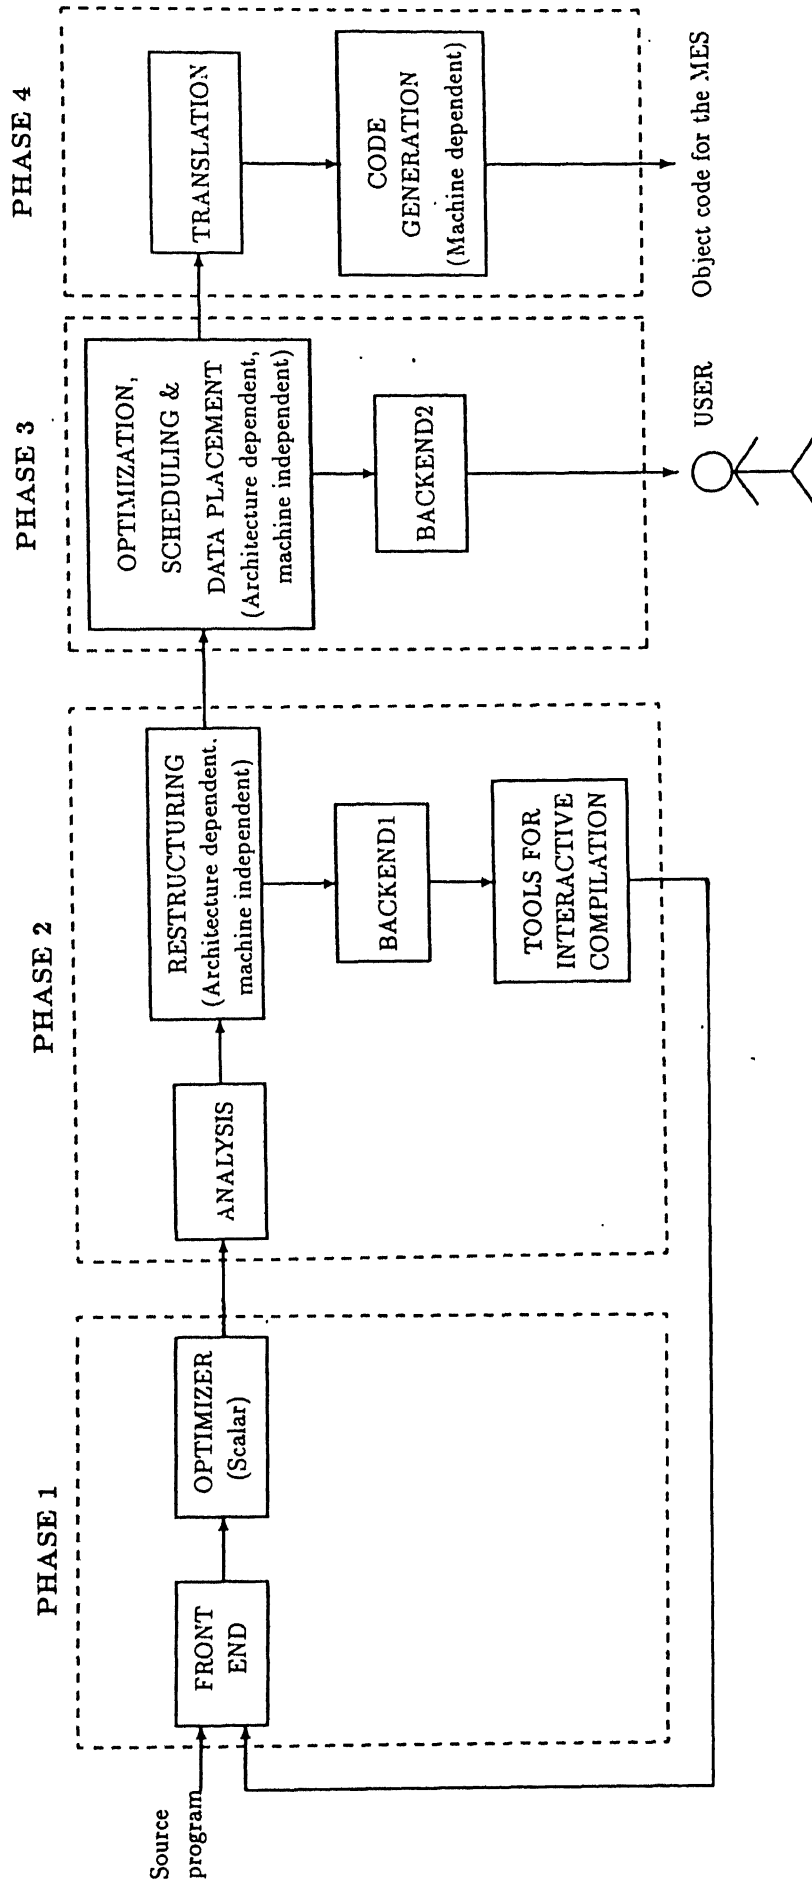 PHASE 1
PHASE 2
PHASE 3
PHASE 4
Source
program
FRONT
END
OPTIMIZER
(Scalar)
ANALYSIS
RESTRUCTURING
(Architecture dependent.
machine independent)
BACKEND1
TOOLS FOR
INTERACTIVE
COMPILATION
OPTIMIZATION,
SCHEDULING &
DATA PLACEMENT
(Architecture dependent,
machine independent)
BACKEND2
USER
TRANSLATION
CODE
GENERATION
(Machine dependent)
Object code for the MES